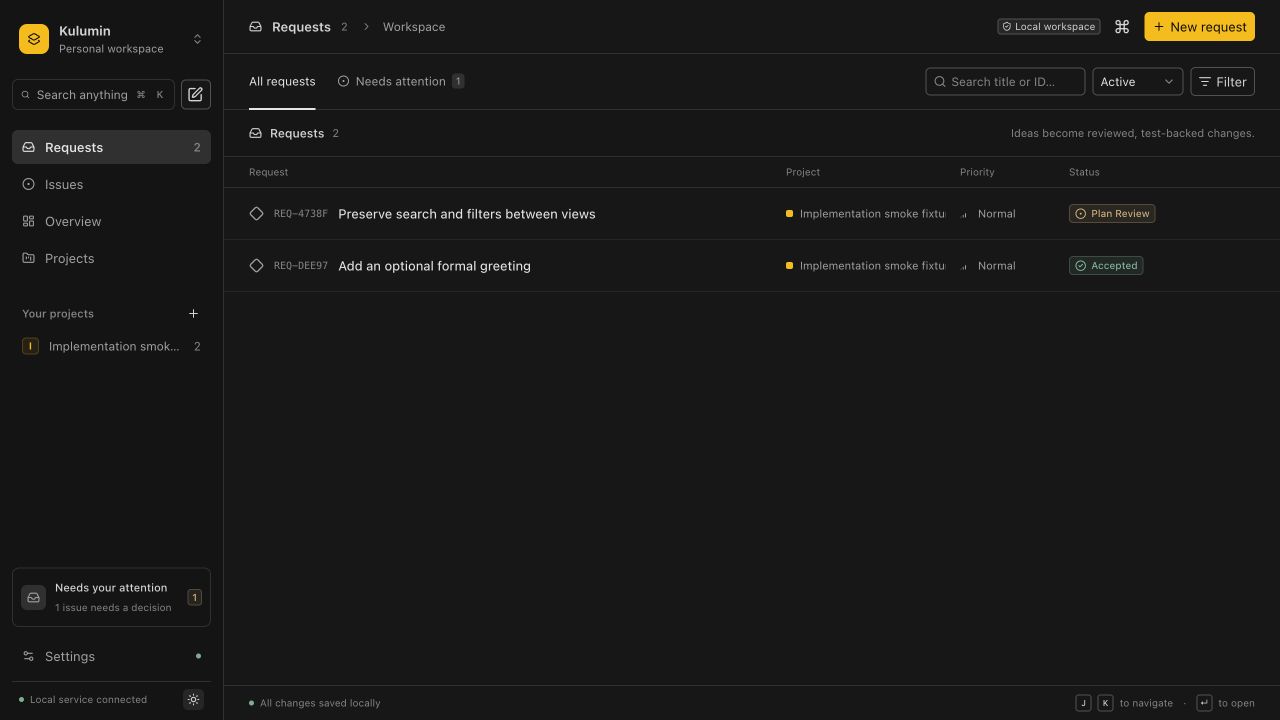 Kulumin
Personal workspace
Search anything ⌘ K
Requests 2
Issues
Overview
Projects
Your projects +
I Implementation smok... 2
Needs your attention
1 issue needs a decision
1
Settings
Local service connected
Requests 2 > Workspace
Local workspace ⌘ + New request
All requests Needs attention 1
Search title or ID... Active Filter
Requests 2 Ideas become reviewed, test-backed changes.
Request Project Priority Status
REQ-4738F Preserve search and filters between views Implementation smoke fixtu Normal Plan Review
REQ-DEE97 Add an optional formal greeting Implementation smoke fixtu Normal Accepted
All changes saved locally J K to navigate · ↵ to open